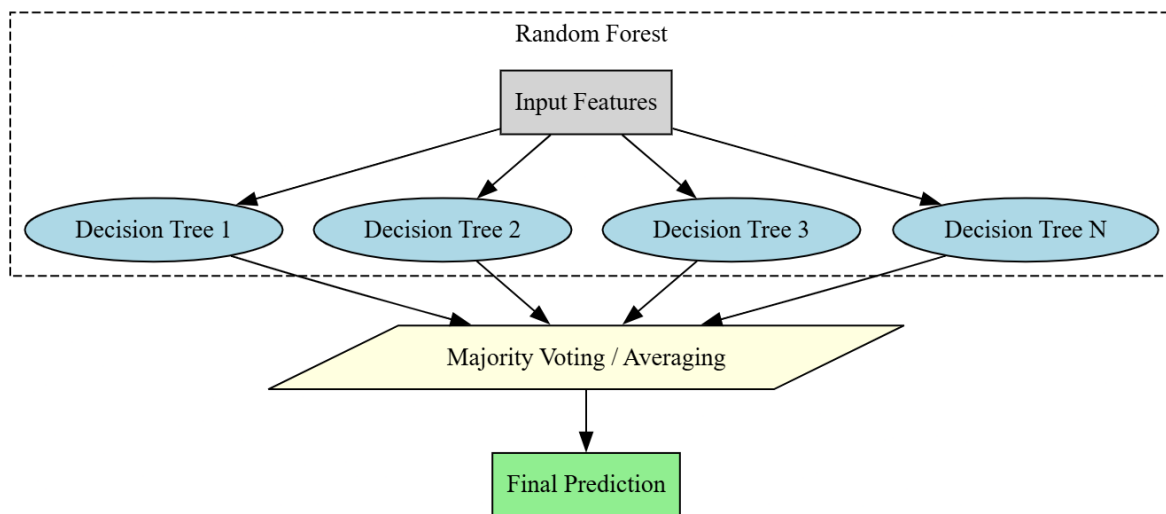 Random Forest
Input Features
Decision Tree 1
Decision Tree 2
Decision Tree 3
Decision Tree N
Majority Voting / Averaging
Final Prediction